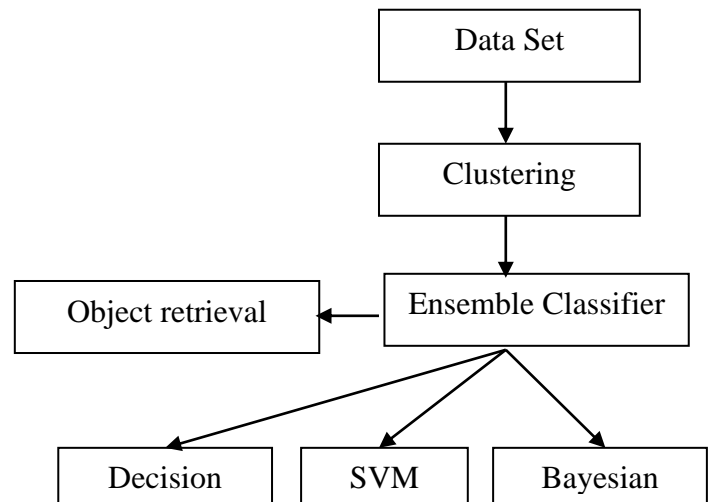 Data Set
Clustering
Ensemble Classifier
Object retrieval
Decision
SVM
Bayesian